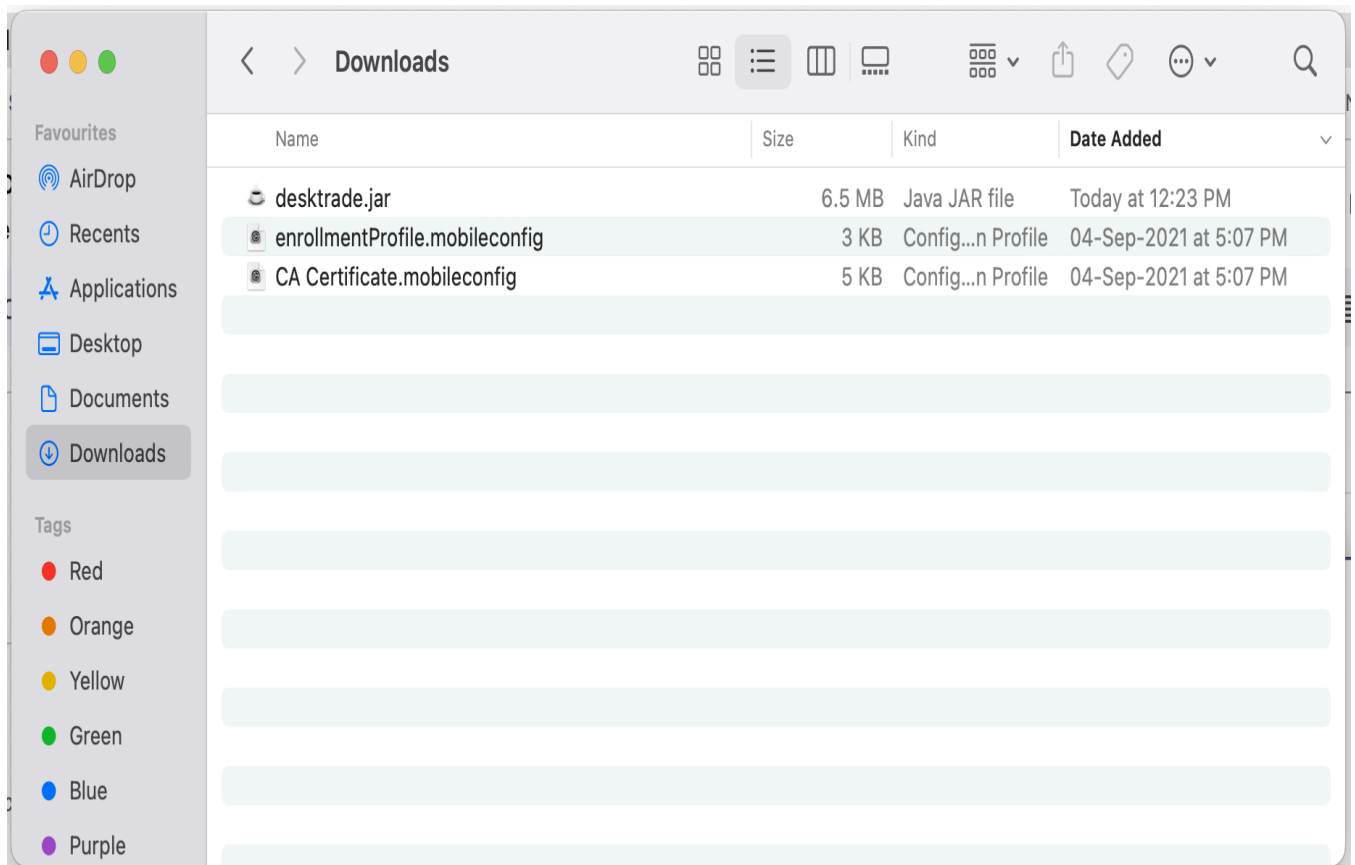 Downloads
Favourites
AirDrop
Recents
Applications
Desktop
Documents
Downloads
Tags
Red
Orange
Yellow
Green
Blue
Purple
Name Size Kind Date Added
desktrade.jar 6.5 MB Java JAR file Today at 12:23 PM
enrollmentProfile.mobileconfig 3 KB Config...n Profile 04-Sep-2021 at 5:07 PM
CA Certificate.mobileconfig 5 KB Config...n Profile 04-Sep-2021 at 5:07 PM